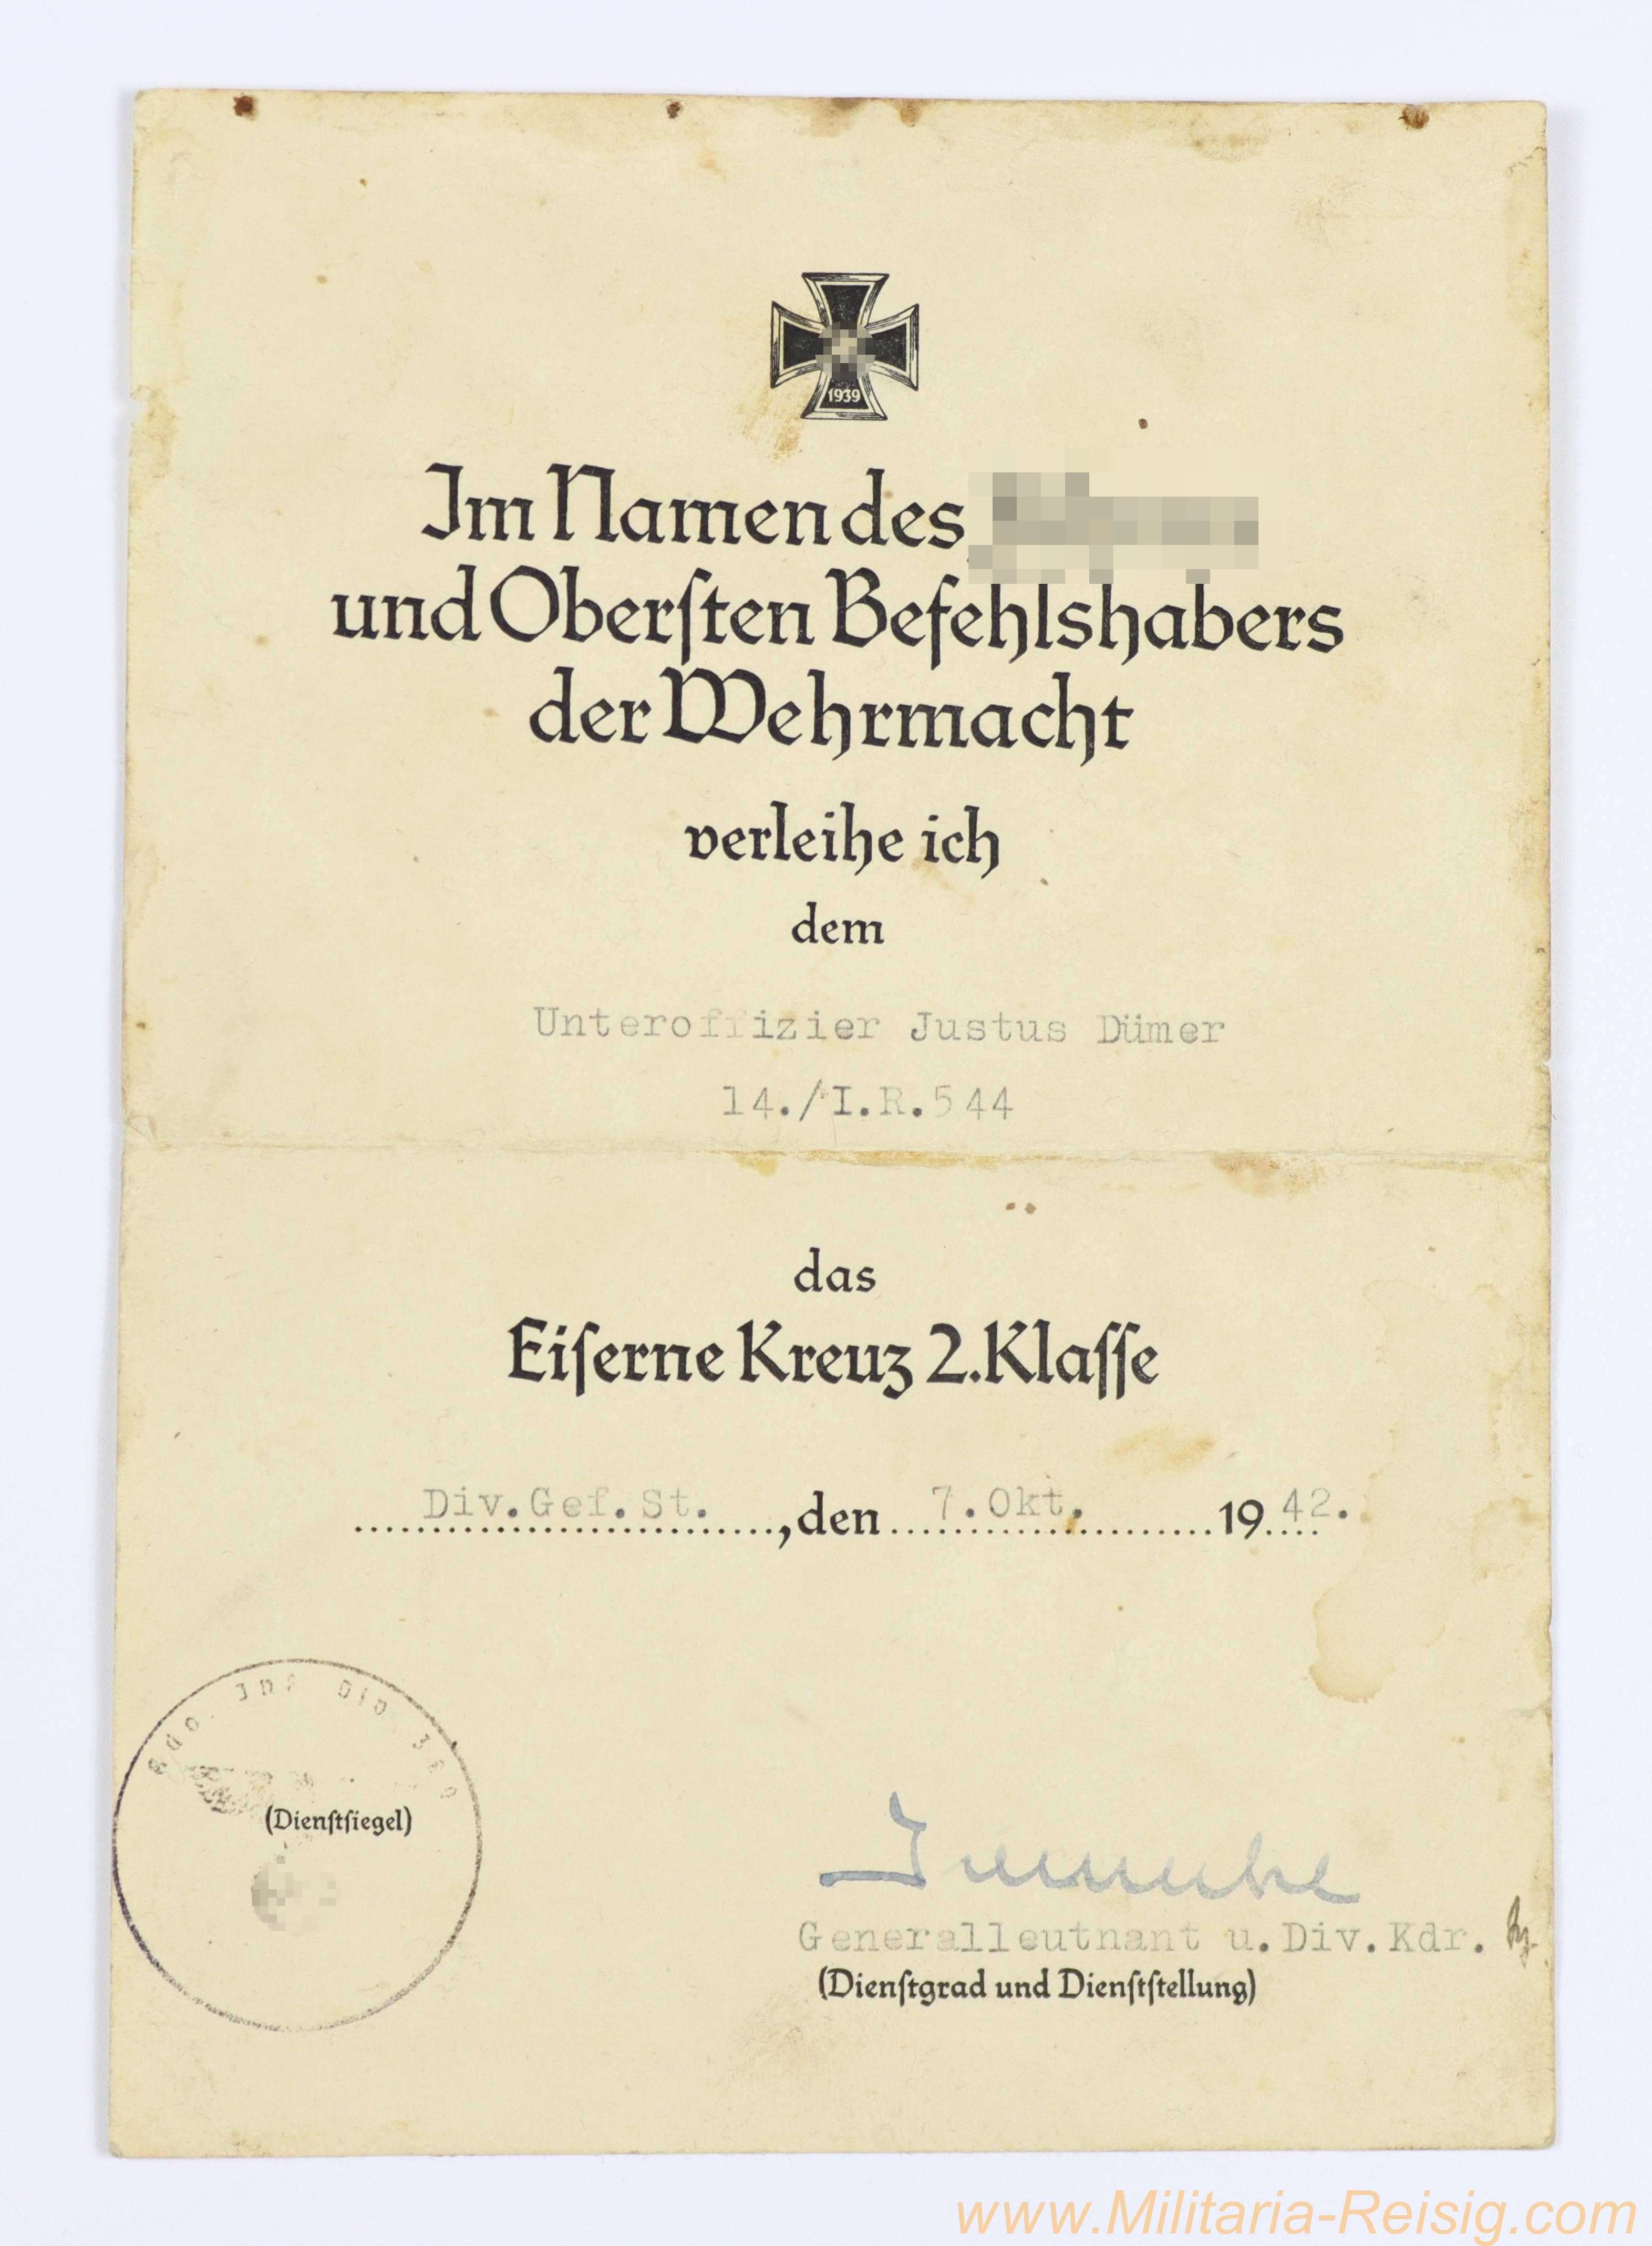 1939
Im Namen des
und Oberſten Befehlshabers
der Wehrmacht
verleihe ich
dem
Unteroffizier Justus Dümer
14./I.R.544
das
Eiſerne Kreuz 2. Klaſſe
Div.Gef.St. , den 7.Okt. 19 42.
(Dienſtſiegel)
Generalleutnant u.Div.Kdr.
(Dienſtgrad und Dienſtſtellung)
www.Militaria-Reisig.com